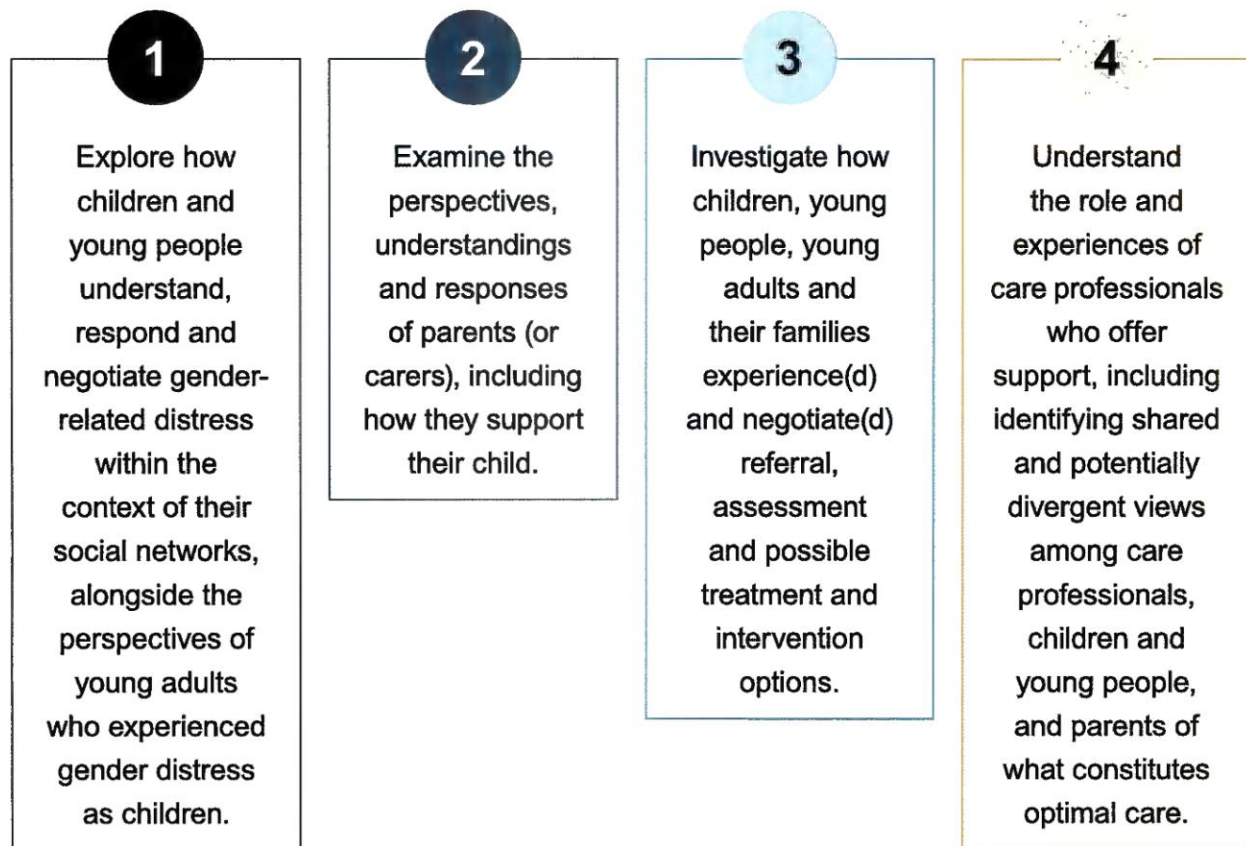 1
Explore how
children and
young people
understand,
respond and
negotiate gender-
related distress
within the
context of their
social networks,
alongside the
perspectives of
young adults
who experienced
gender distress
as children.
2
Examine the
perspectives,
understandings
and responses
of parents (or
carers), including
how they support
their child.
3
Investigate how
children, young
people, young
adults and
their families
experience(d)
and negotiate(d)
referral,
assessment
and possible
treatment and
intervention
options.
4
Understand
the role and
experiences of
care professionals
who offer
support, including
identifying shared
and potentially
divergent views
among care
professionals,
children and
young people,
and parents of
what constitutes
optimal care.